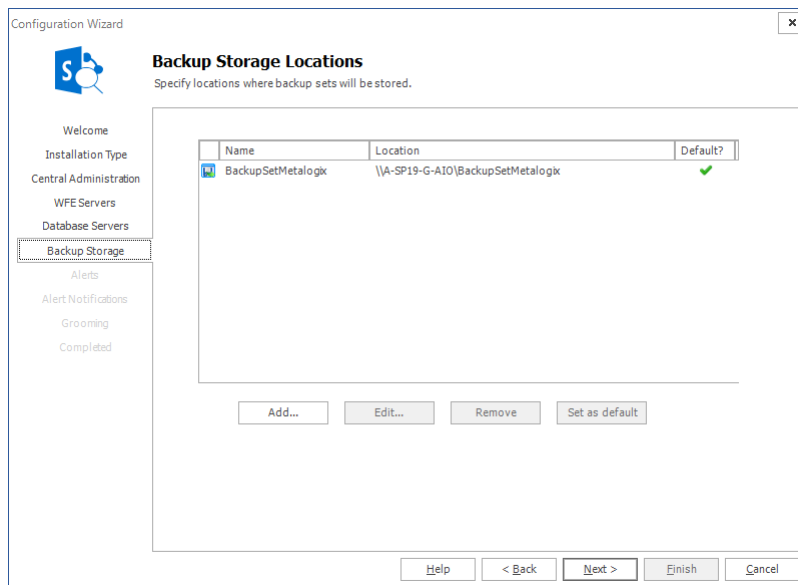 Configuration Wizard
Backup Storage Locations
Specify locations where backup sets will be stored.
Welcome
Installation Type
Central Administration
WFE Servers
Database Servers
Backup Storage
Alerts
Alert Notifications
Grooming
Completed
Name Location Default?
BackupSetMetalogix \\A-SP19-G-AIO\BackupSetMetalogix
Add... Edit... Remove Set as default
Help < Back Next > Finish Cancel